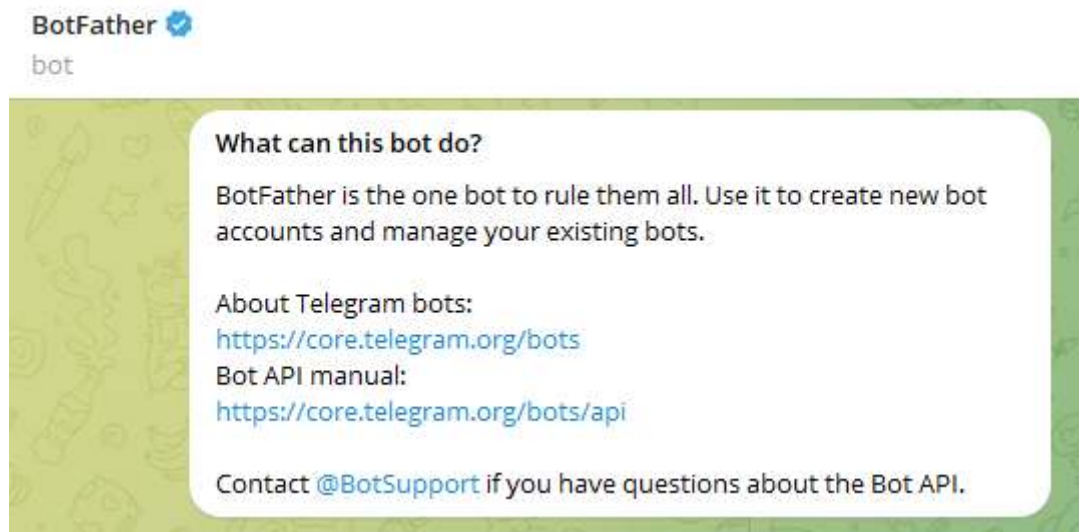 BotFather
bot
What can this bot do?
BotFather is the one bot to rule them all. Use it to create new bot
accounts and manage your existing bots.
About Telegram bots:
https://core.telegram.org/bots
Bot API manual:
https://core.telegram.org/bots/api
Contact @BotSupport if you have questions about the Bot API.